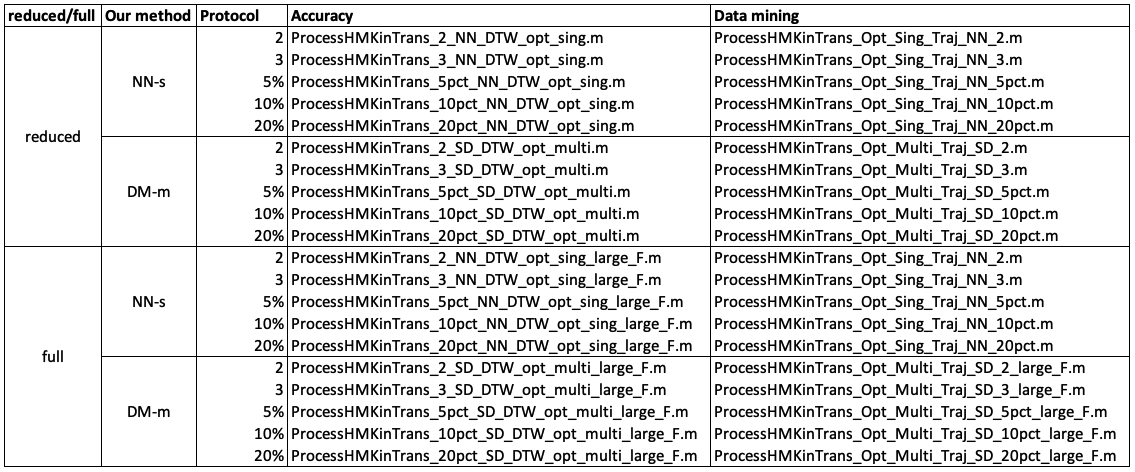 reduced/full Our method Protocol Accuracy Data mining
2 ProcessHMKinTrans_2_NN_DTW_opt_sing.m ProcessHMKinTrans_Opt_Sing_Traj_NN_2.m
3 ProcessHMKinTrans_3_NN_DTW_opt_sing.m ProcessHMKinTrans_Opt_Sing_Traj_NN_3.m
NN-s 5% ProcessHMKinTrans_5pct_NN_DTW_opt_sing.m ProcessHMKinTrans_Opt_Sing_Traj_NN_5pct.m
10% ProcessHMKinTrans_10pct_NN_DTW_opt_sing.m ProcessHMKinTrans_Opt_Sing_Traj_NN_10pct.m
20% ProcessHMKinTrans_20pct_NN_DTW_opt_sing.m ProcessHMKinTrans_Opt_Sing_Traj_NN_20pct.m
reduced
2 ProcessHMKinTrans_2_SD_DTW_opt_multi.m ProcessHMKinTrans_Opt_Multi_Traj_SD_2.m
3 ProcessHMKinTrans_3_SD_DTW_opt_multi.m ProcessHMKinTrans_Opt_Multi_Traj_SD_3.m
DM-m 5% ProcessHMKinTrans_5pct_SD_DTW_opt_multi.m ProcessHMKinTrans_Opt_Multi_Traj_SD_5pct.m
10% ProcessHMKinTrans_10pct_SD_DTW_opt_multi.m ProcessHMKinTrans_Opt_Multi_Traj_SD_10pct.m
20% ProcessHMKinTrans_20pct_SD_DTW_opt_multi.m ProcessHMKinTrans_Opt_Multi_Traj_SD_20pct.m
2 ProcessHMKinTrans_2_NN_DTW_opt_sing_large_F.m ProcessHMKinTrans_Opt_Sing_Traj_NN_2.m
3 ProcessHMKinTrans_3_NN_DTW_opt_sing_large_F.m ProcessHMKinTrans_Opt_Sing_Traj_NN_3.m
NN-s 5% ProcessHMKinTrans_5pct_NN_DTW_opt_sing_large_F.m ProcessHMKinTrans_Opt_Sing_Traj_NN_5pct.m
10% ProcessHMKinTrans_10pct_NN_DTW_opt_sing_large_F.m ProcessHMKinTrans_Opt_Sing_Traj_NN_10pct.m
20% ProcessHMKinTrans_20pct_NN_DTW_opt_sing_large_F.m ProcessHMKinTrans_Opt_Sing_Traj_NN_20pct.m
full
2 ProcessHMKinTrans_2_SD_DTW_opt_multi_large_F.m ProcessHMKinTrans_Opt_Multi_Traj_SD_2_large_F.m
3 ProcessHMKinTrans_3_SD_DTW_opt_multi_large_F.m ProcessHMKinTrans_Opt_Multi_Traj_SD_3_large_F.m
DM-m 5% ProcessHMKinTrans_5pct_SD_DTW_opt_multi_large_F.m ProcessHMKinTrans_Opt_Multi_Traj_SD_5pct_large_F.m
10% ProcessHMKinTrans_10pct_SD_DTW_opt_multi_large_F.m ProcessHMKinTrans_Opt_Multi_Traj_SD_10pct_large_F.m
20% ProcessHMKinTrans_20pct_SD_DTW_opt_multi_large_F.m ProcessHMKinTrans_Opt_Multi_Traj_SD_20pct_large_F.m